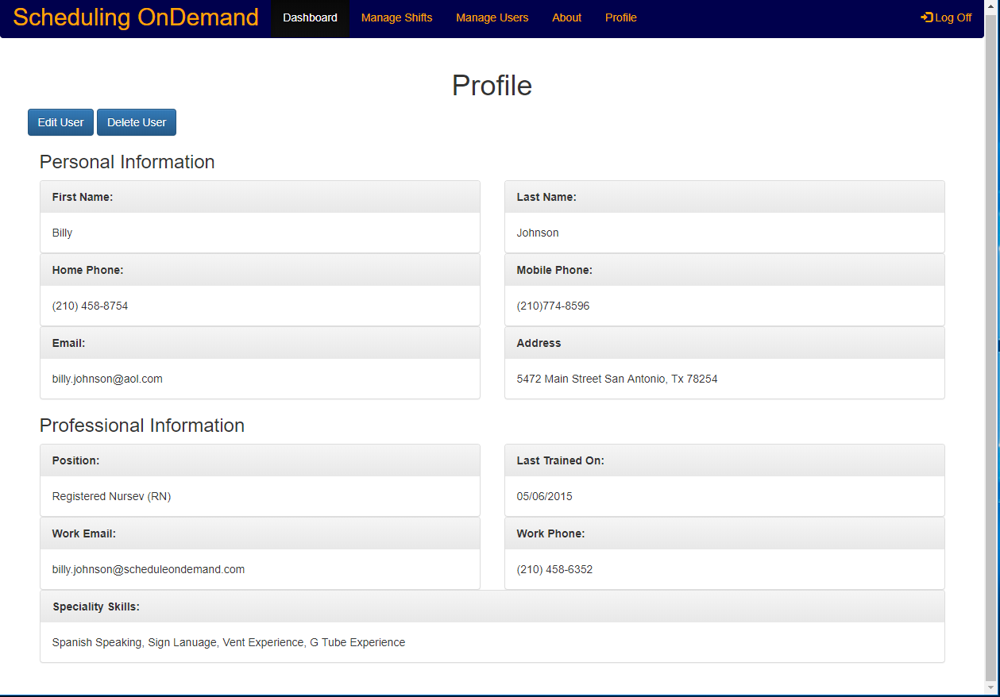 Scheduling OnDemand Dashboard Manage Shifts Manage Users About Profile Log Off
Profile
Edit User Delete User
Personal Information
First Name: Last Name:
Billy Johnson
Home Phone: Mobile Phone:
(210) 458-8754 (210)774-8596
Email: Address
billy.johnson@aol.com 5472 Main Street San Antonio, Tx 78254
Professional Information
Position: Last Trained On:
Registered Nursev (RN) 05/06/2015
Work Email: Work Phone:
billy.johnson@scheduleondemand.com (210) 458-6352
Speciality Skills:
Spanish Speaking, Sign Lanuage, Vent Experience, G Tube Experience